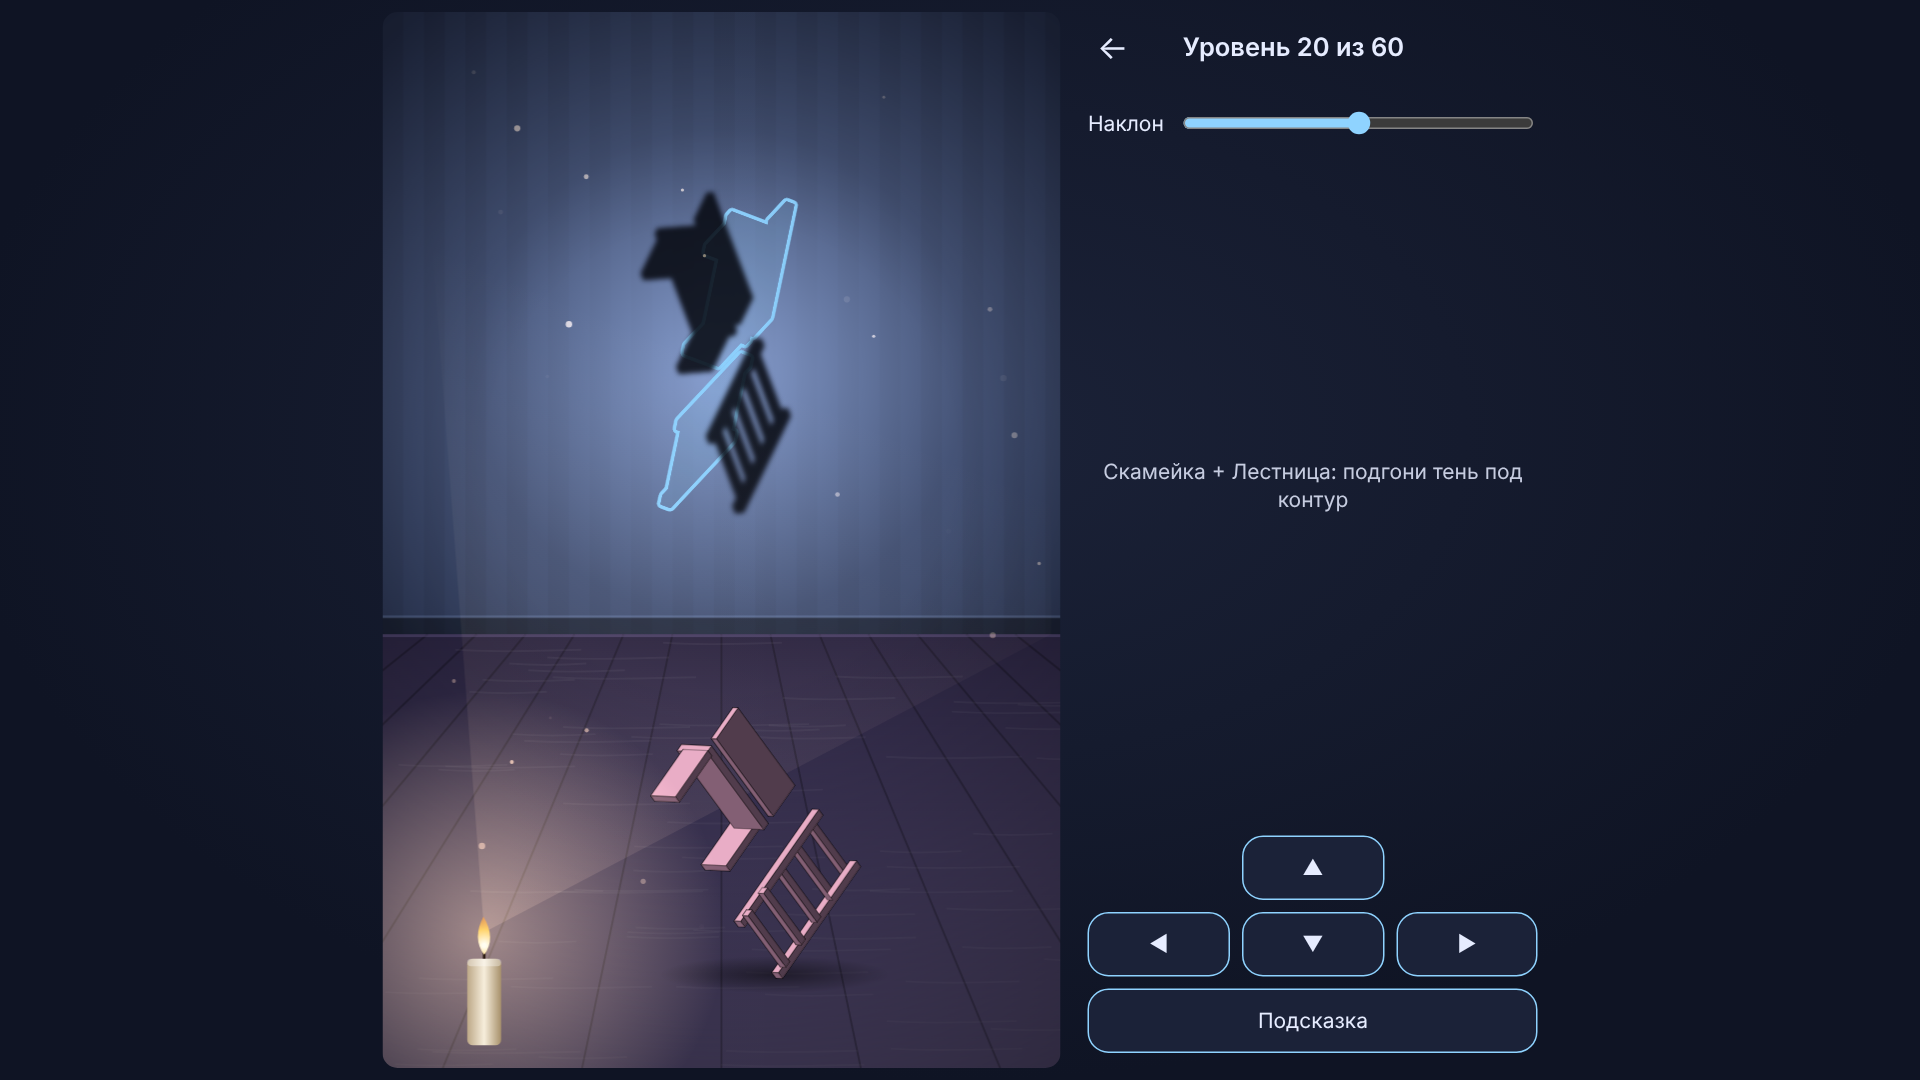 Уровень 20 из 60
Наклон
Скамейка + Лестница: подгони тень под
контур
Подсказка